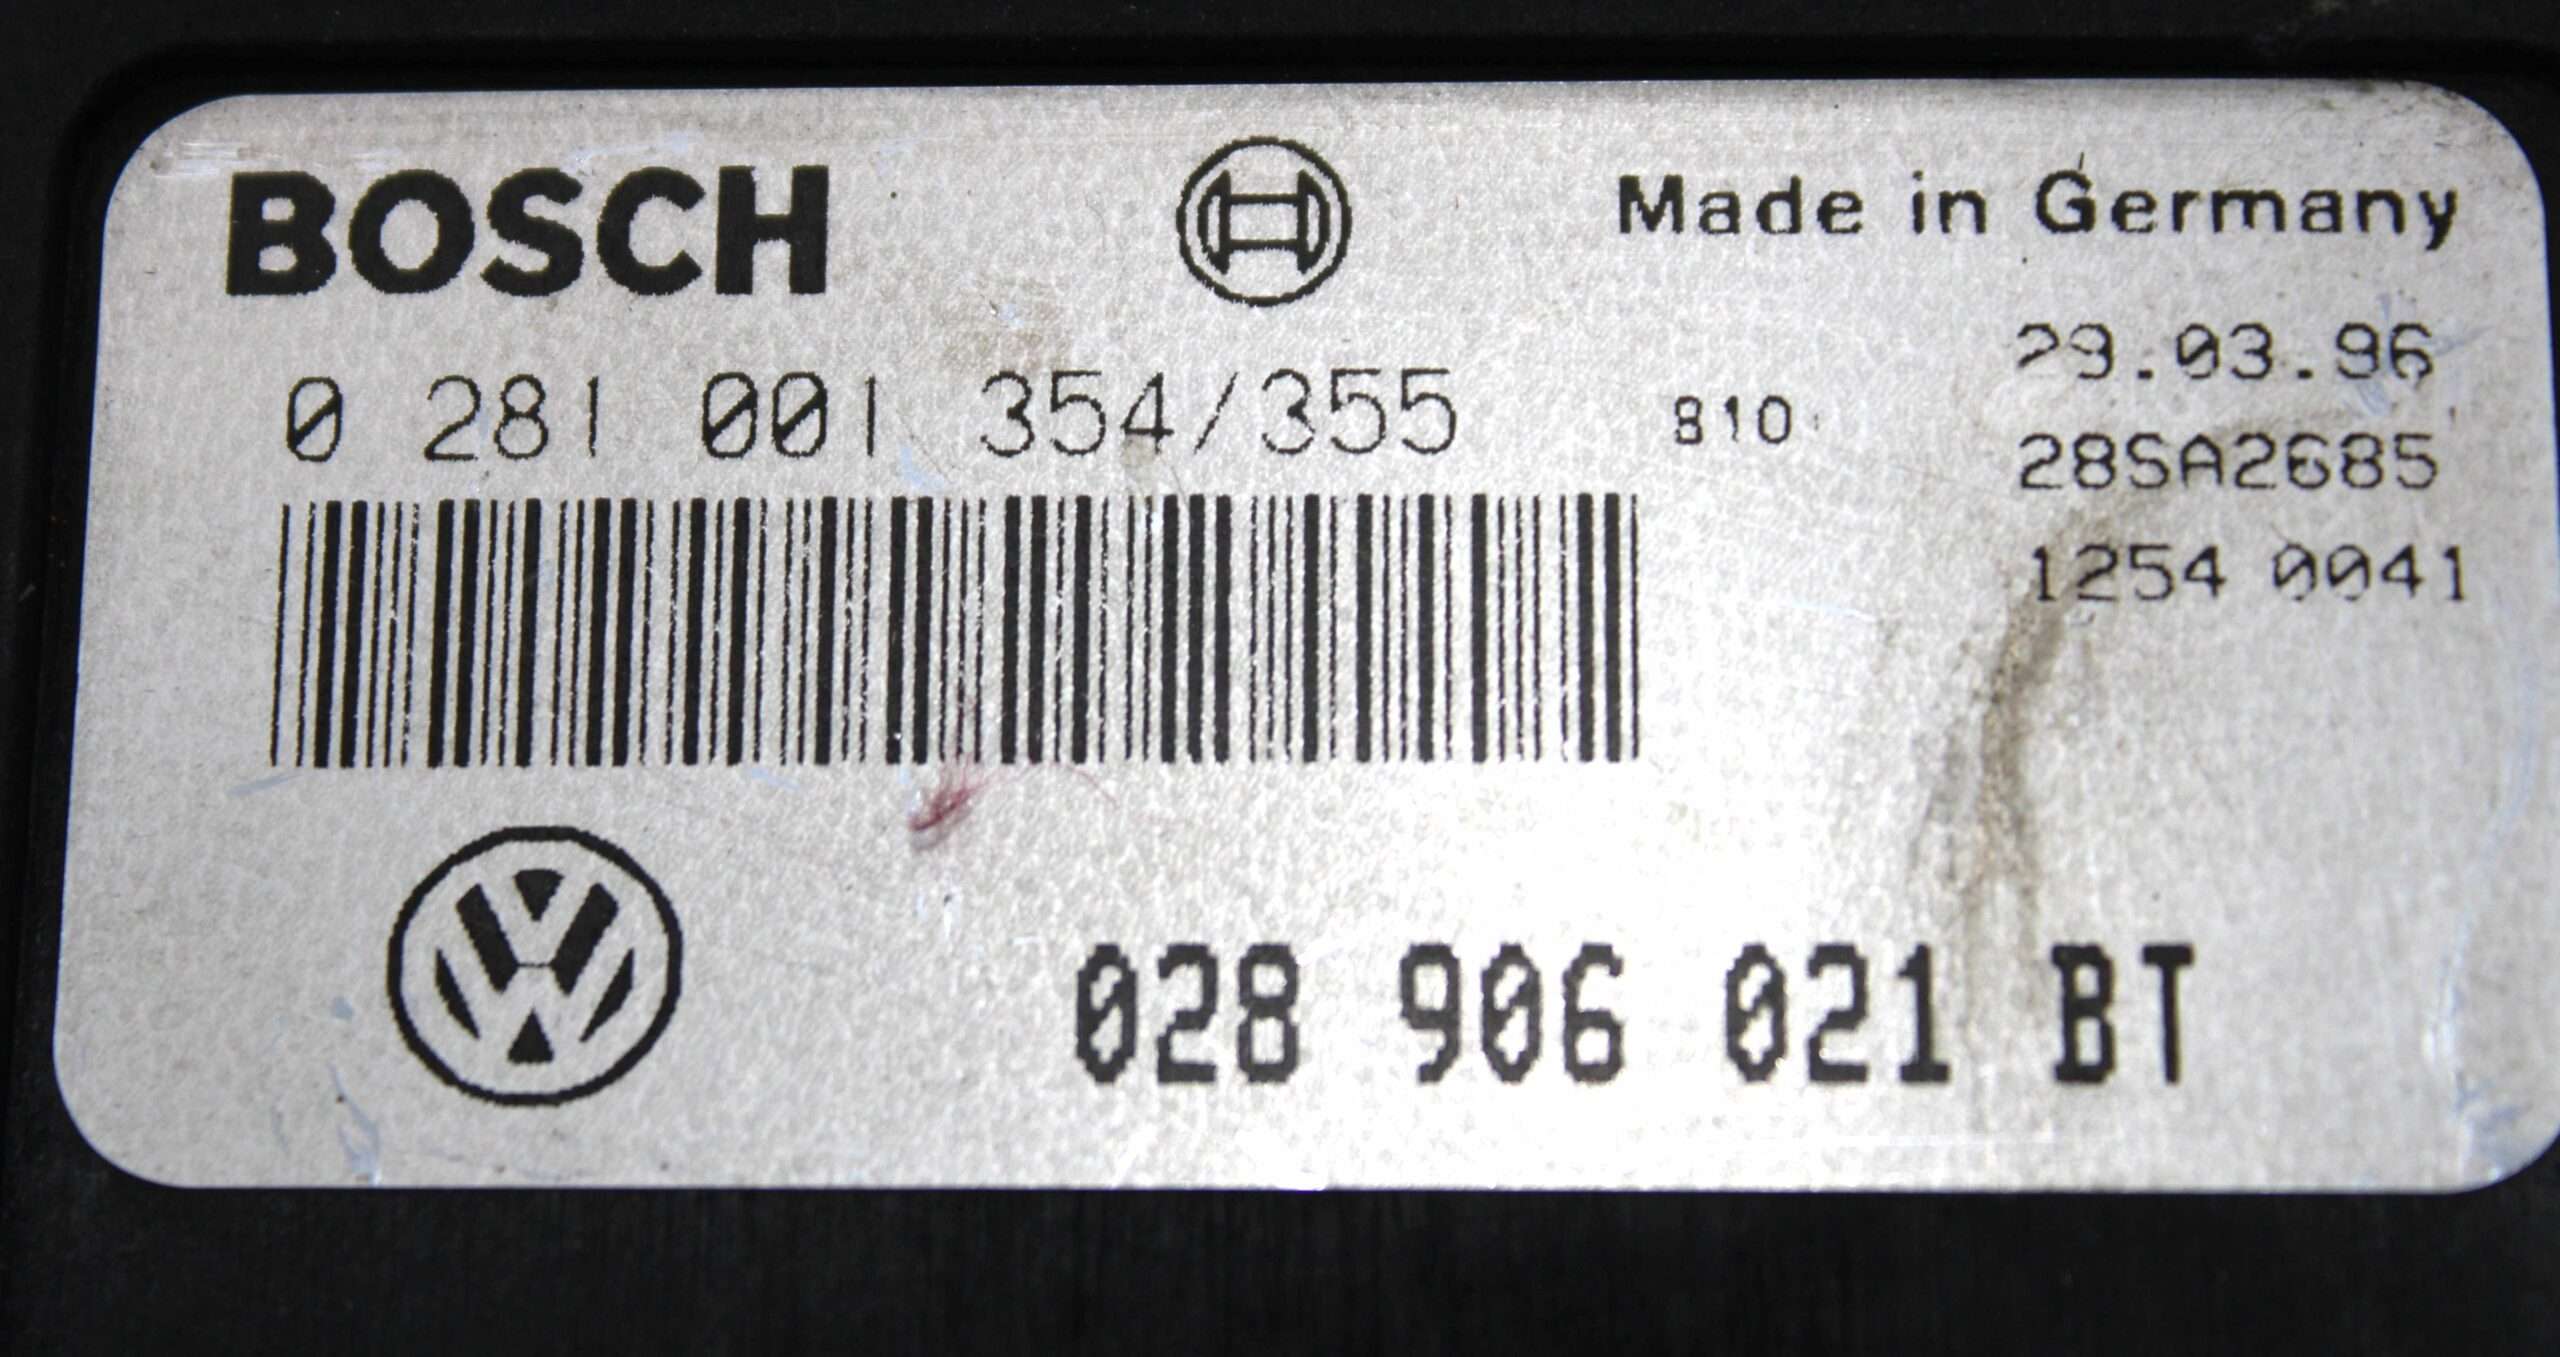 BOSCH
Made in Germany
29.03.96
0 281 001 354/355
810
28SA2685
1254 0041
028 906 021 BT